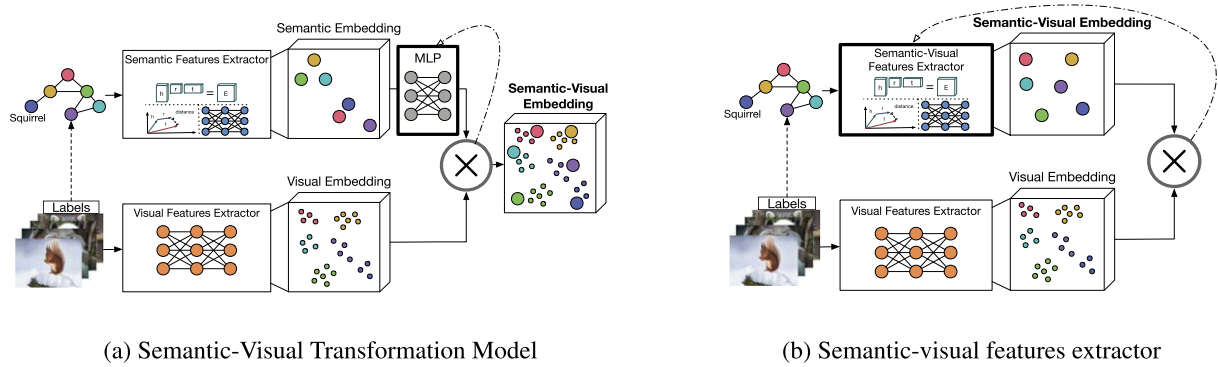 Semantic Embedding
Semantic Features Extractor
h r t = E
distance
h r t
MLP
Squirrel
Semantic-Visual
Embedding
Visual Embedding
Labels
Visual Features Extractor
(a) Semantic-Visual Transformation Model
Semantic-Visual Embedding
Semantic-Visual
Features Extractor
h r t = E
distance
h r t
Squirrel
Visual Embedding
Labels
Visual Features Extractor
(b) Semantic-visual features extractor